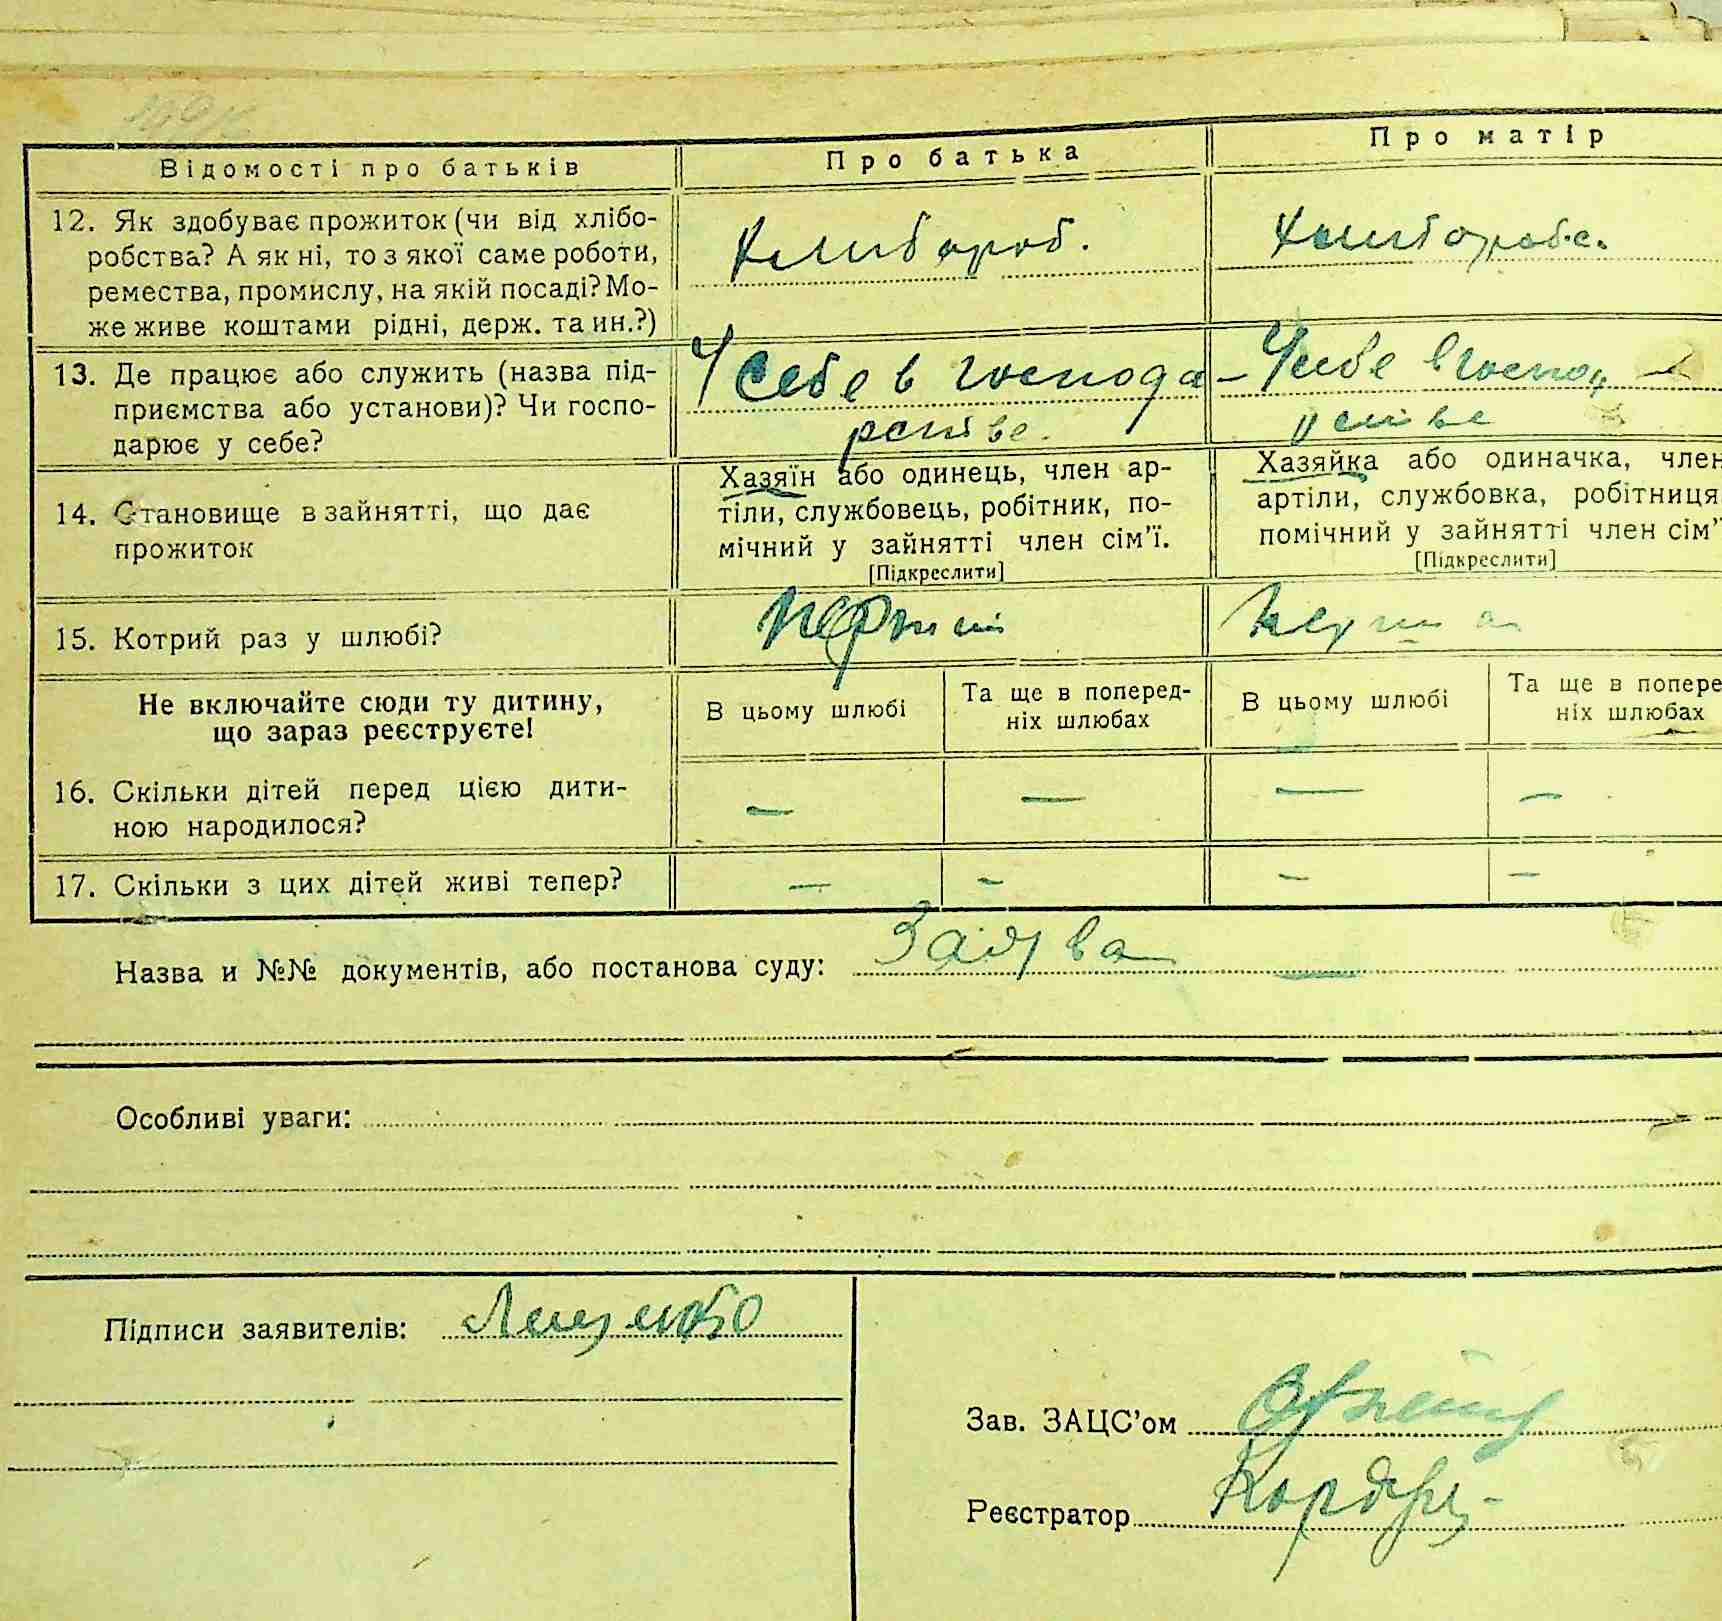 Відомості про батьків
Про батька
Про матір
12. Як здобуває прожиток (чи від хлібо-
робства? А як ні, то з якої саме роботи,
ремества, промислу, на якій посаді? Мо-
же живе коштами рідні, держ. та ин.?)
Хлибороб.
13. Де працює або служить (назва під-
приємства або установи)? Чи госпо-
дарює у себе?
У себе в господа-
рстве.
У себе в госпо
14. Становище в зайнятті, що дає
прожиток
Хазяїн або одинець, член ар-
тіли, службовець, робітник, по-
мічний у зайнятті член сім'ї.
[Підкреслити]
Хазяйка або одиначка, член
артіли, службовка, робітниця
помічний у зайнятті член сім'ї
[Підкреслити]
15. Котрий раз у шлюбі?
Перший
Перша
Не включайте сюди ту дитину,
що зараз реєструєте!
В цьому шлюбі
Та ще в поперед-
ніх шлюбах
В цьому шлюбі
Та ще в попере
ніх шлюбах
16. Скільки дітей перед цією дити-
ною народилося?
— — — —
17. Скільки з цих дітей живі тепер?
— — — —
Назва и №№ документів, або постанова суду: Заява —
Особливі уваги:
Підписи заявителів: Лященко
Зав. ЗАЦС'ом
Реєстратор